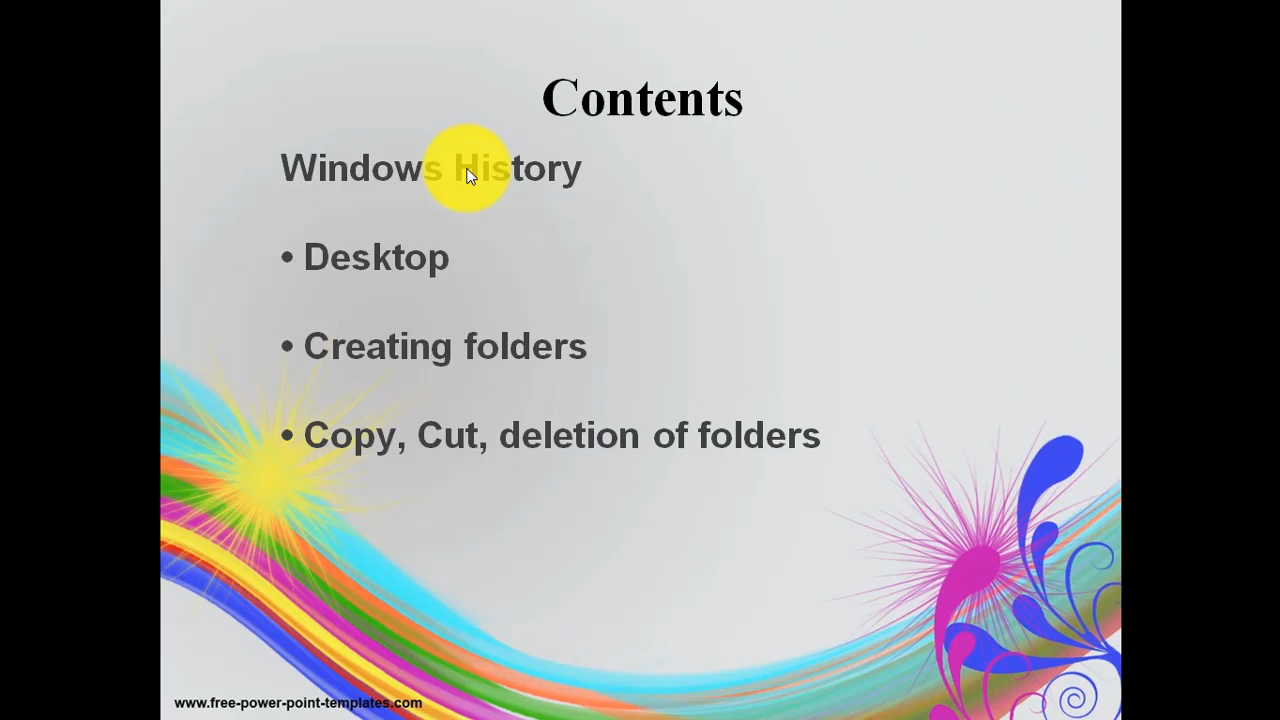 Contents
Windows History
• Desktop
• Creating folders
• Copy, Cut, deletion of folders
www.free-power-point-templates.com